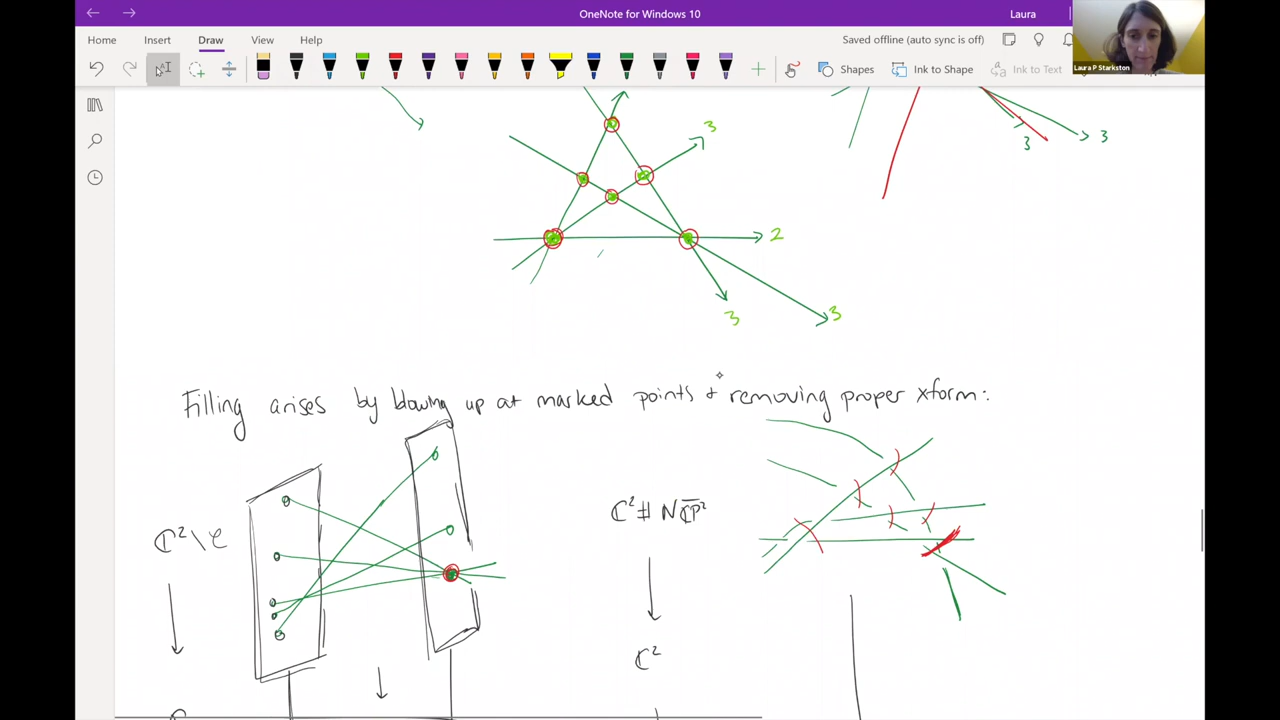 OneNote for Windows 10
Laura
Home Insert Draw View Help
Saved offline (auto sync is off)
Shapes
Ink to Shape
Ink to Text
Laura P Starkston
3
3
3
2
3
3
Filling arises by blowing up at marked points + removing proper xform:
ℂ² \ 𝒞
ℂ² # N ℂP̅²
ℂ²